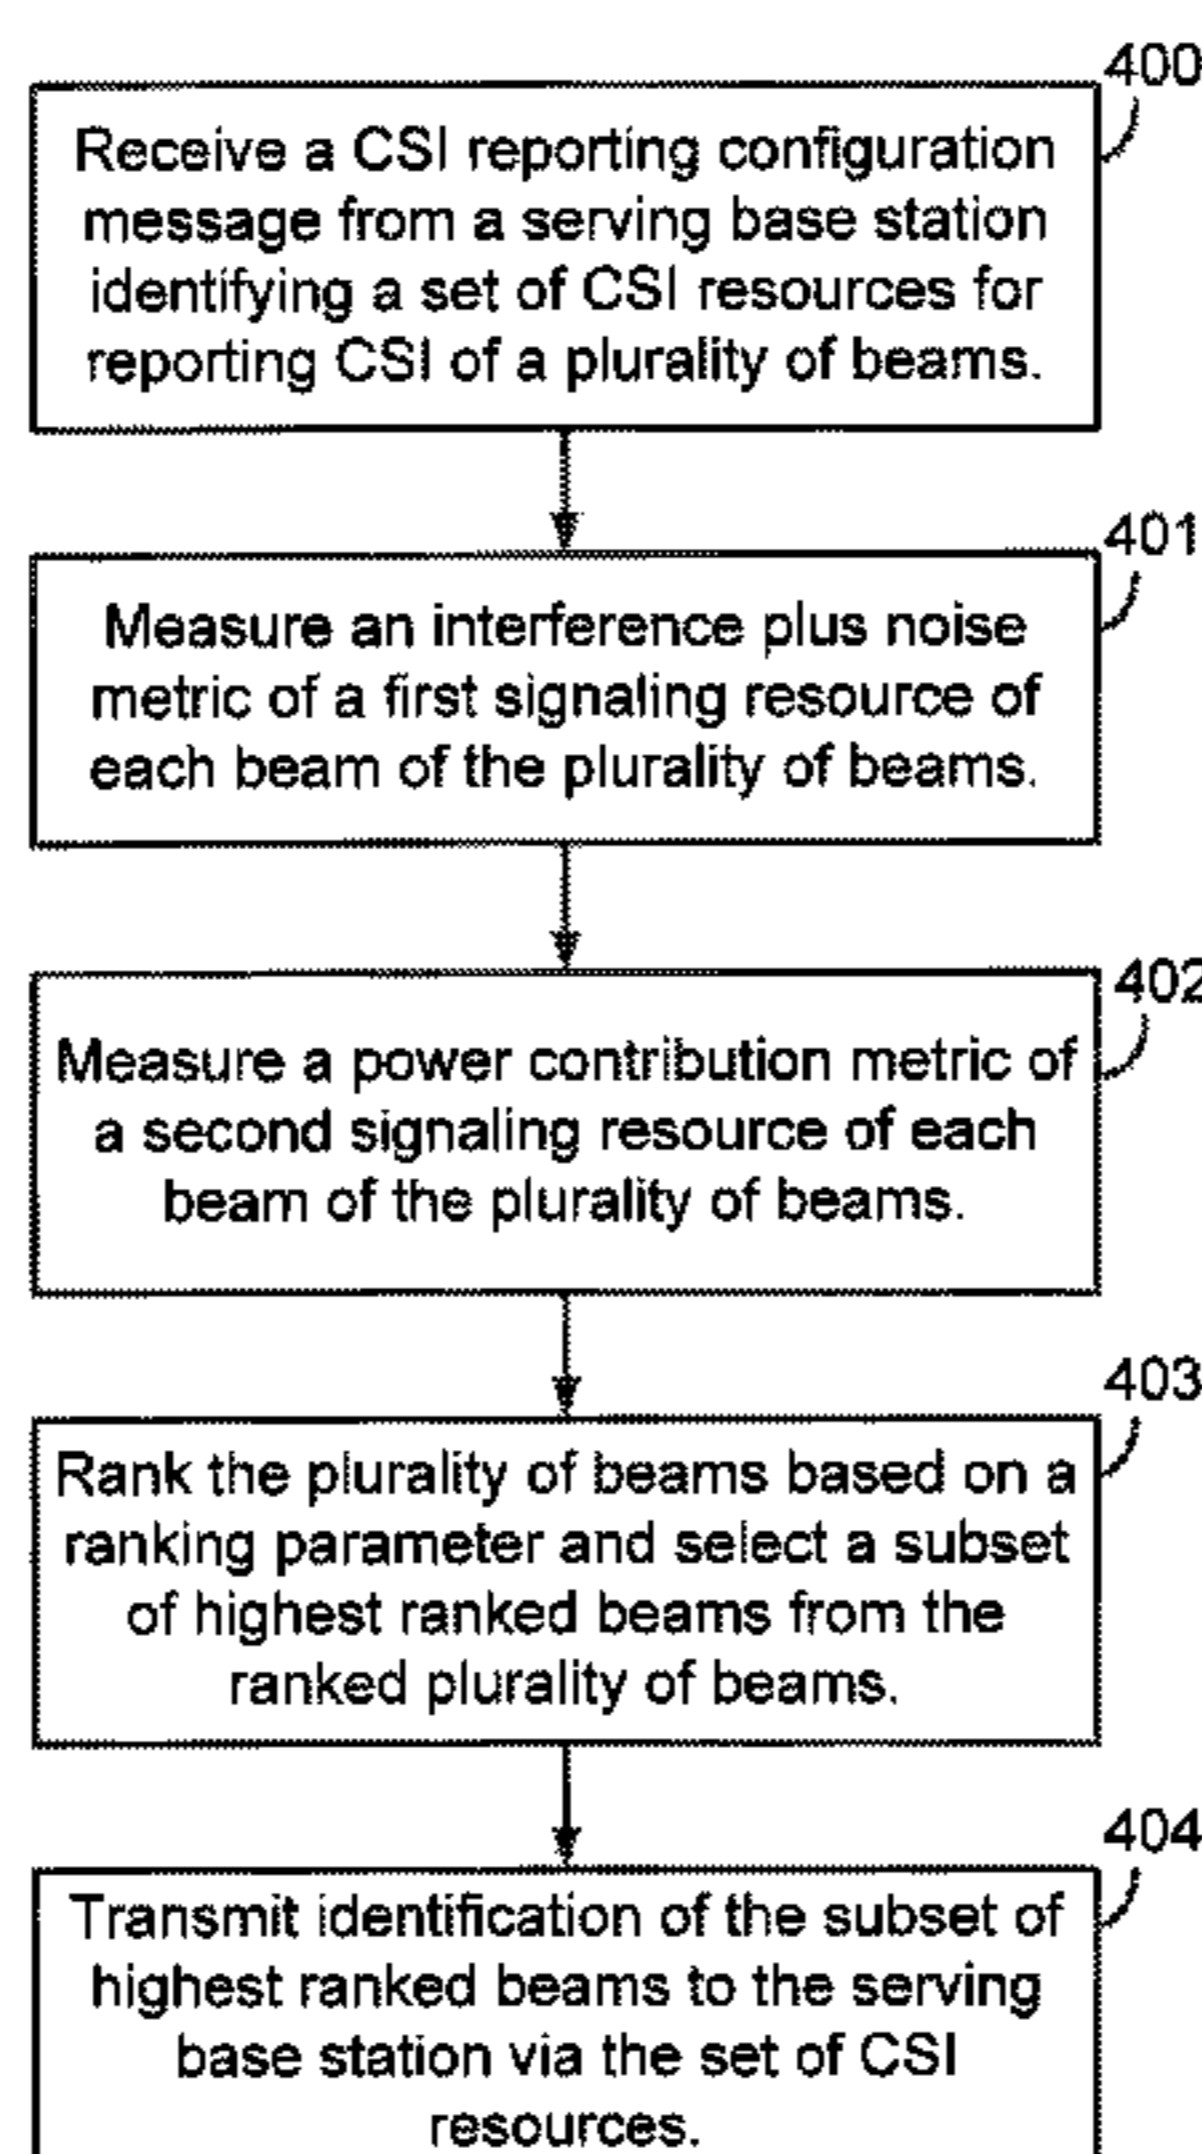 400
Receive a CSI reporting configuration
message from a serving base station
identifying a set of CSI resources for
reporting CSI of a plurality of beams.
401
Measure an interference plus noise
metric of a first signaling resource of
each beam of the plurality of beams.
402
Measure a power contribution metric of
a second signaling resource of each
beam of the plurality of beams.
403
Rank the plurality of beams based on a
ranking parameter and select a subset
of highest ranked beams from the
ranked plurality of beams.
404
Transmit identification of the subset of
highest ranked beams to the serving
base station via the set of CSI
resources.